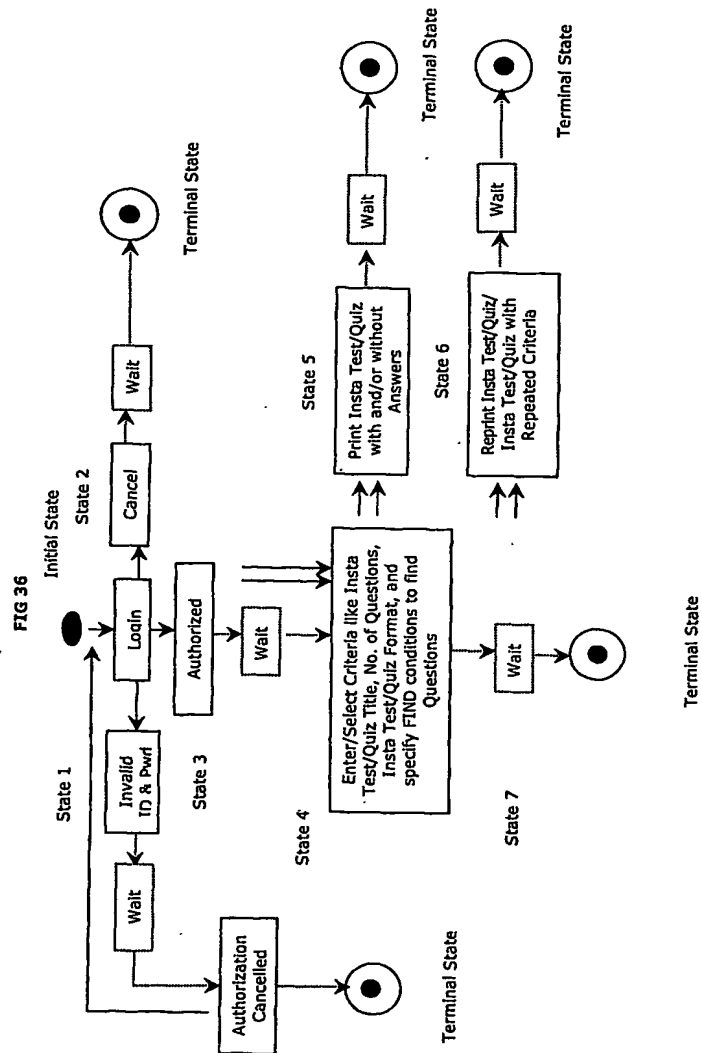 FIG 36
Initial State
State 1
State 2
Login
Cancel
Wait
Terminal State
Invalid
ID & Pwd
Wait
Authorization
Cancelled
Terminal State
State 3
Authorized
Wait
State 4
Enter/Select Criteria like Insta
Test/Quiz Title, No. of Questions,
Insta Test/Quiz Format, and
specify FIND conditions to find
Questions
State 5
Print Insta Test/Quiz
with and/or without
Answers
Wait
Terminal State
State 6
Reprint Insta Test/Quiz/
Insta Test/Quiz with
Repeated Criteria
Wait
Terminal State
State 7
Wait
Terminal State